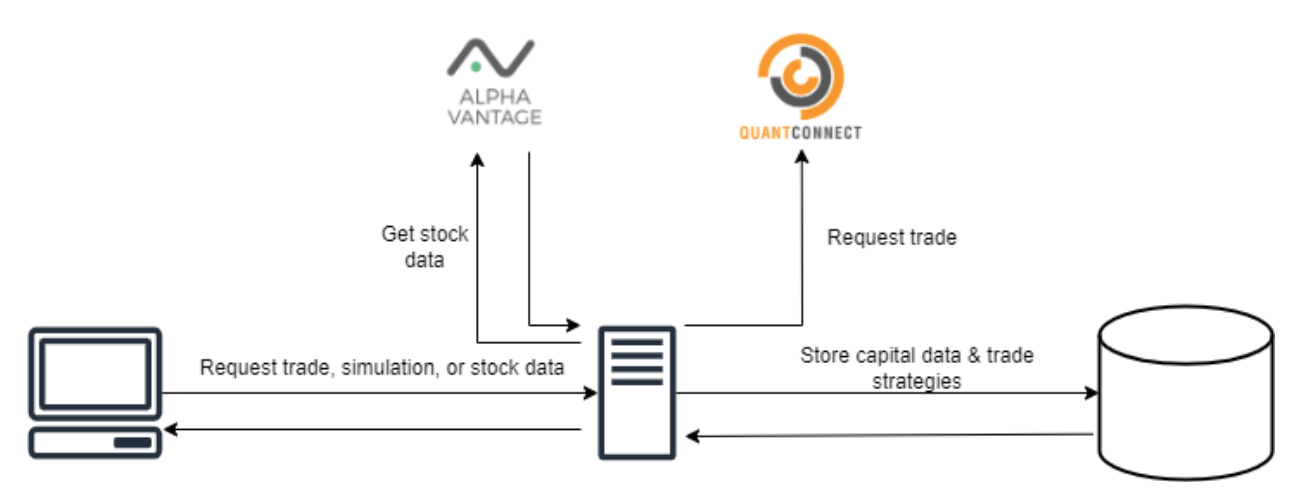 ALPHA
VANTAGE
QUANTCONNECT
Get stock
data
Request trade
Request trade, simulation, or stock data
Store capital data & trade
strategies